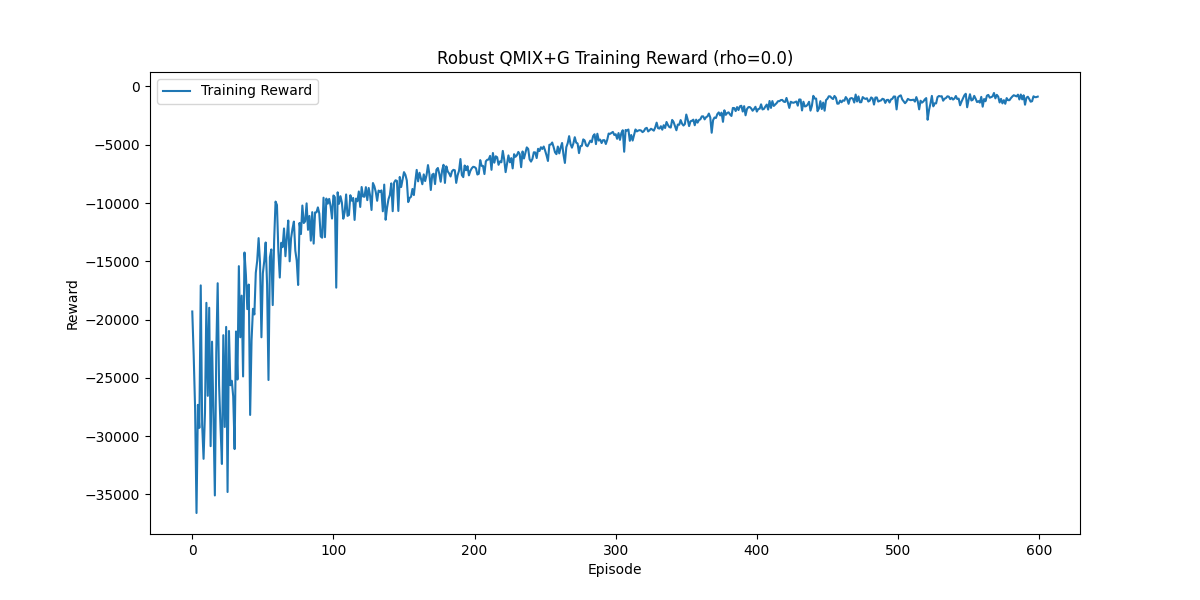 Robust QMIX+G Training Reward (rho=0.0)
Training Reward
0
−5000
−10000
−15000
−20000
−25000
−30000
−35000
Reward
0 100 200 300 400 500 600
Episode